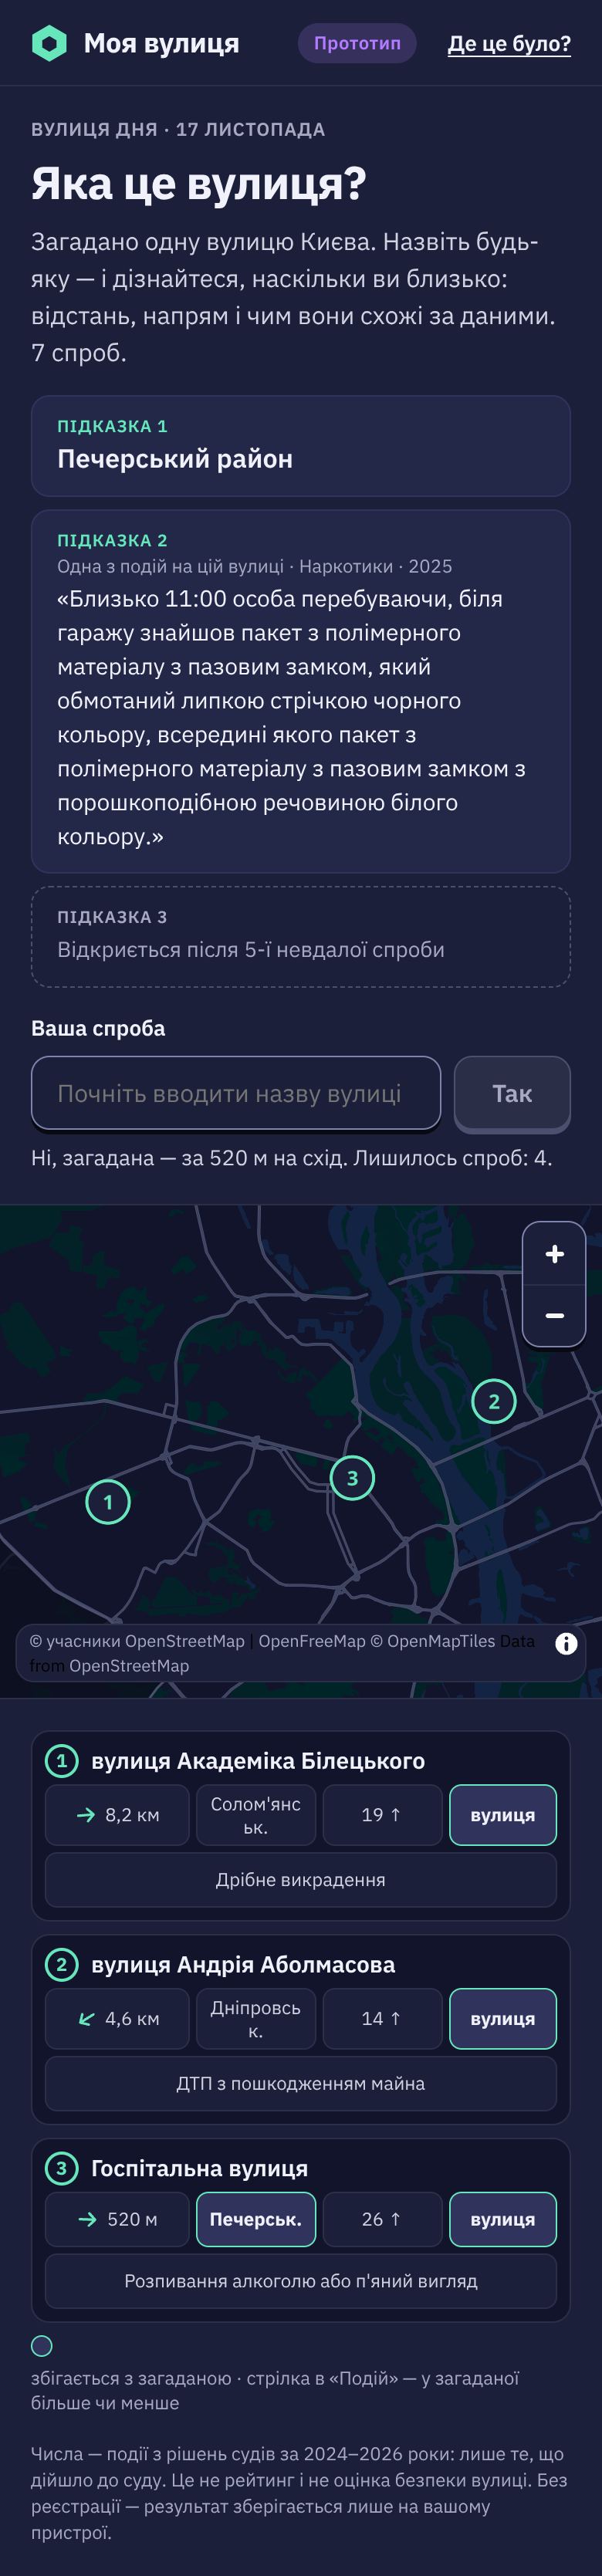 Моя вулиця
Прототип
Де це було?
ВУЛИЦЯ ДНЯ · 17 ЛИСТОПАДА
Яка це вулиця?
Загадано одну вулицю Києва. Назвіть будь-
яку — і дізнайтеся, наскільки ви близько:
відстань, напрям і чим вони схожі за даними.
7 спроб.
ПІДКАЗКА 1
Печерський район
ПІДКАЗКА 2
Одна з подій на цій вулиці · Наркотики · 2025
«Близько 11:00 особа перебуваючи, біля
гаражу знайшов пакет з полімерного
матеріалу з пазовим замком, який
обмотаний липкою стрічкою чорного
кольору, всередині якого пакет з
полімерного матеріалу з пазовим замком з
порошкоподібною речовиною білого
кольору.»
ПІДКАЗКА 3
Відкриється після 5-ї невдалої спроби
Ваша спроба
Почніть вводити назву вулиці
Так
Ні, загадана — за 520 м на схід. Лишилось спроб: 4.
+
−
2
3
1
© учасники OpenStreetMap | OpenFreeMap © OpenMapTiles Data
from OpenStreetMap
1 вулиця Академіка Білецького
→ 8,2 км
Солом'янс
ьк.
19 ↑
вулиця
Дрібне викрадення
2 вулиця Андрія Аболмасова
↙ 4,6 км
Дніпровсь
к.
14 ↑
вулиця
ДТП з пошкодженням майна
3 Госпітальна вулиця
→ 520 м
Печерськ.
26 ↑
вулиця
Розпивання алкоголю або п'яний вигляд
збігається з загаданою · стрілка в «Подій» — у загаданої
більше чи менше
Числа — події з рішень судів за 2024–2026 роки: лише те, що
дійшло до суду. Це не рейтинг і не оцінка безпеки вулиці. Без
реєстрації — результат зберігається лише на вашому
пристрої.